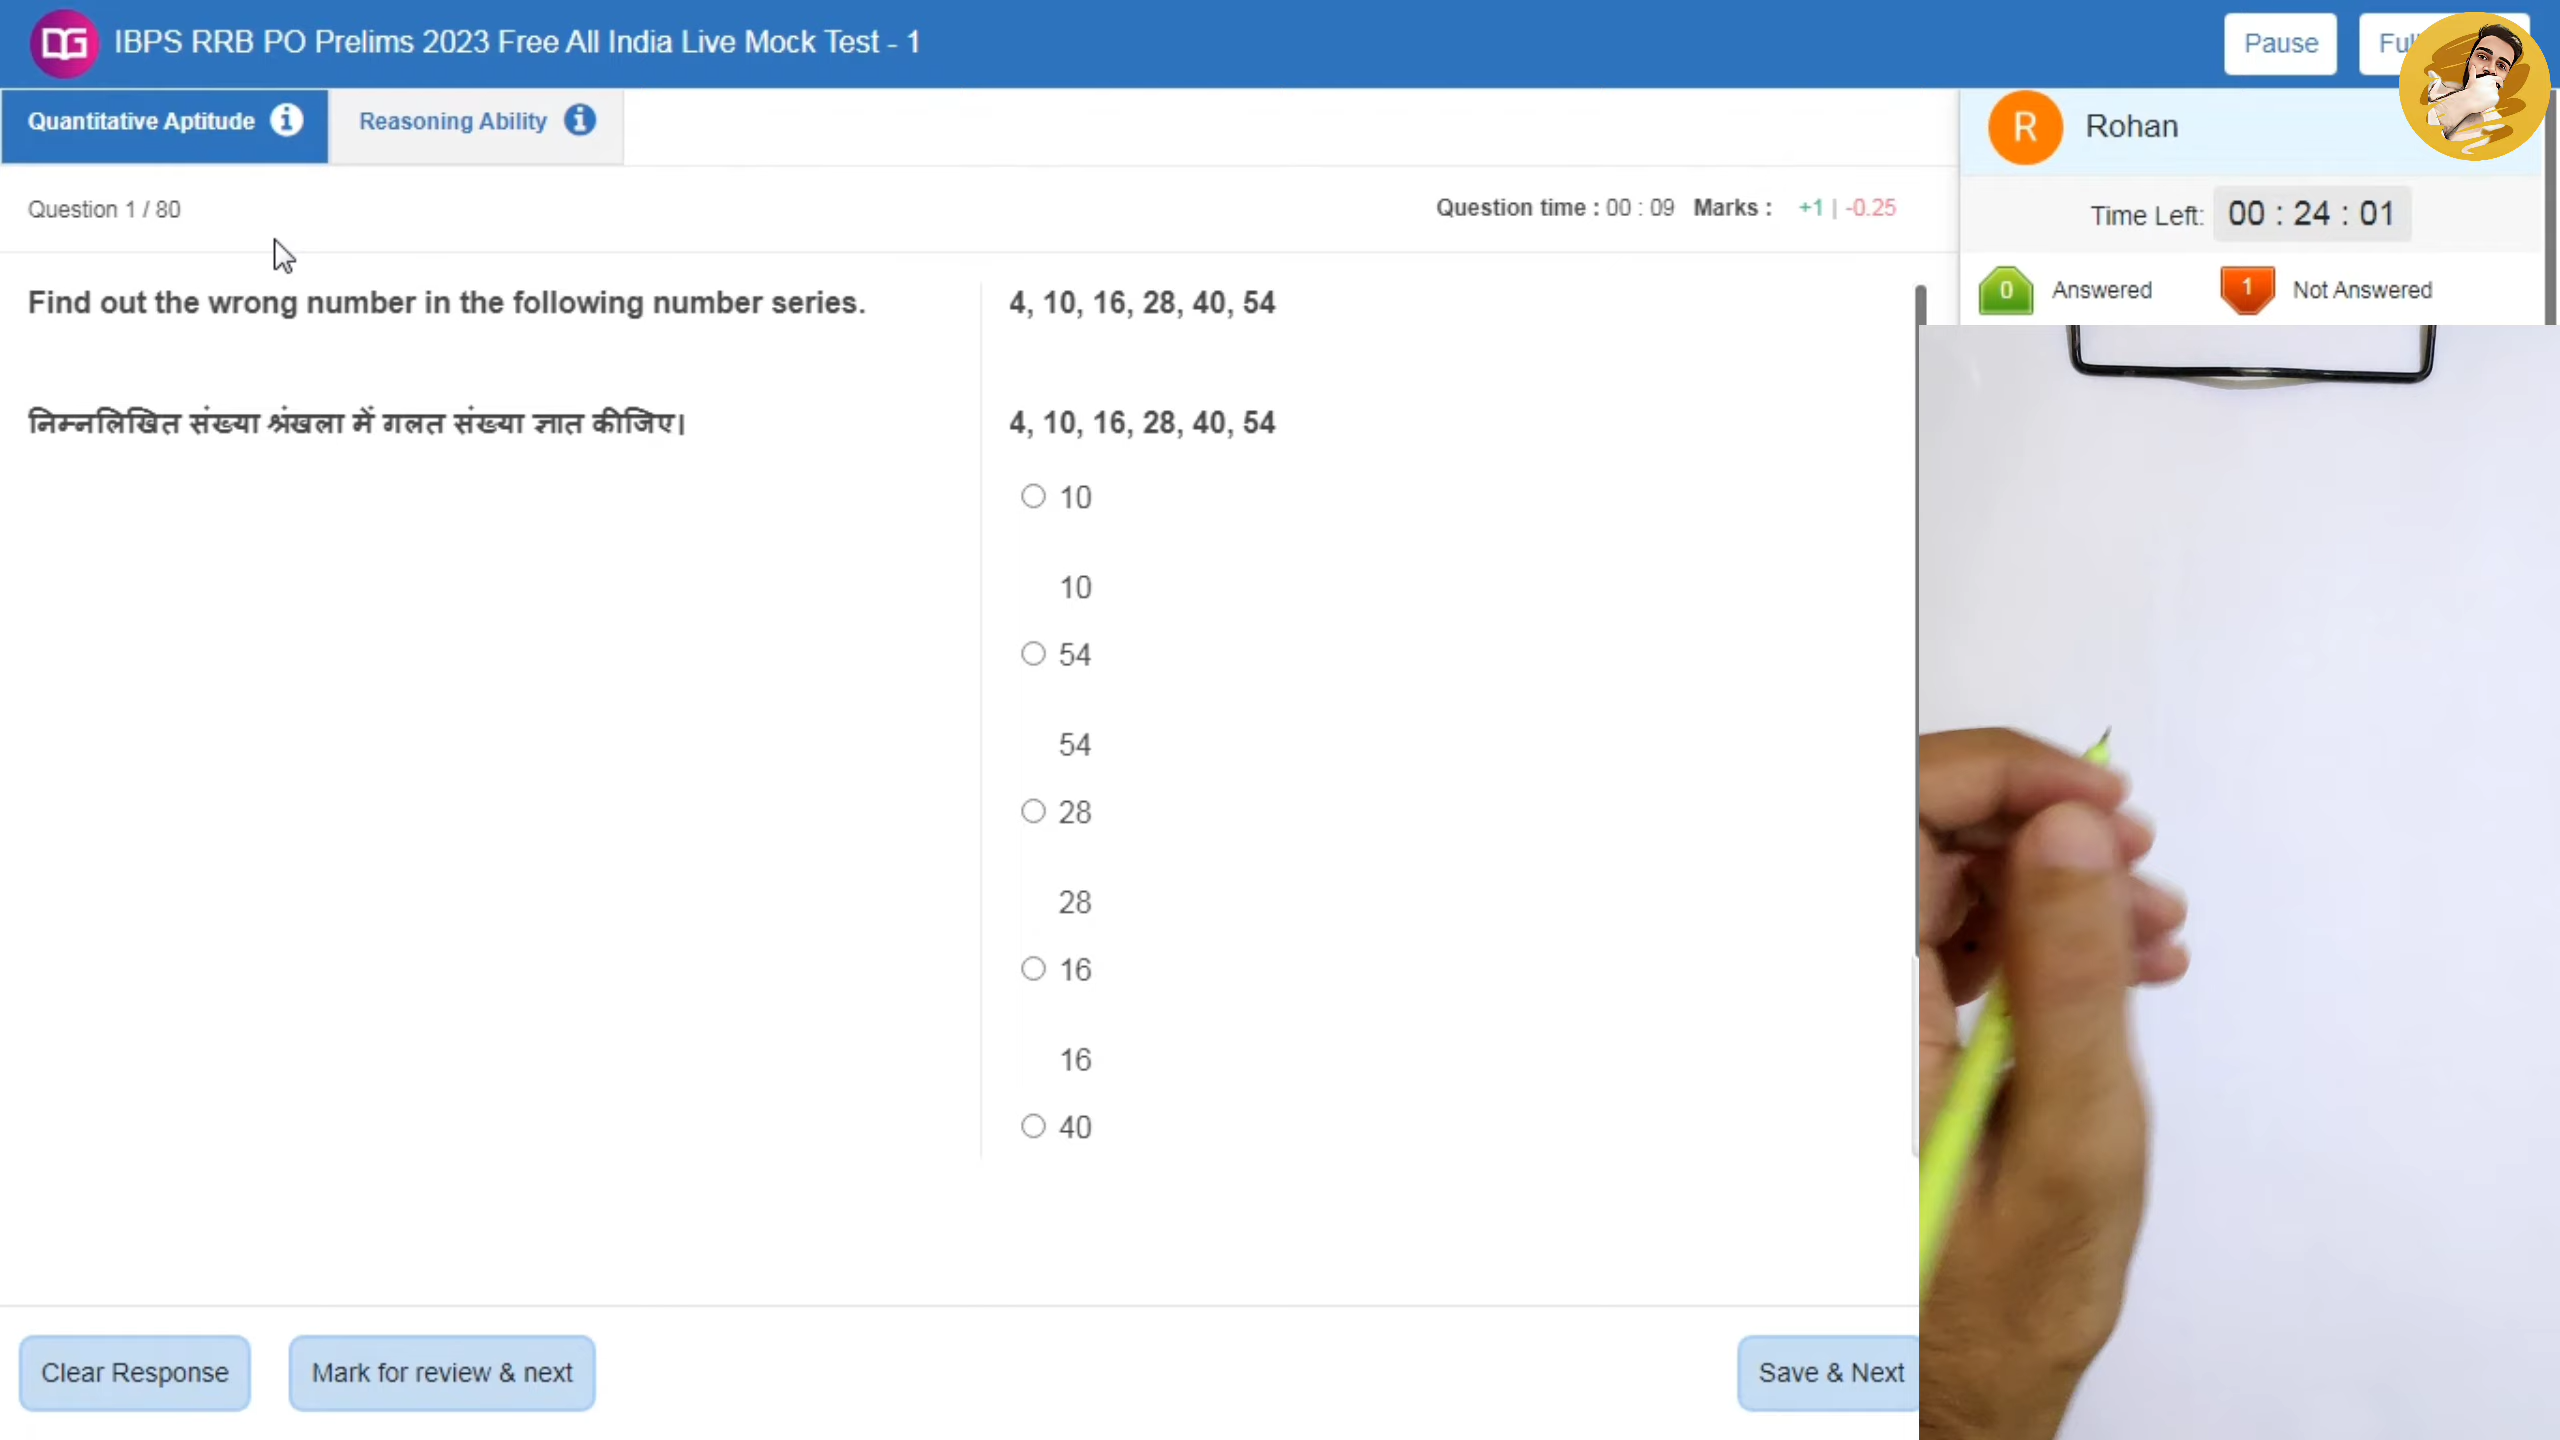 DG IBPS RRB PO Prelims 2023 Free All India Live Mock Test - 1
Pause
Quantitative Aptitude i
Reasoning Ability i
R Rohan
Question 1 / 80
Question time : 00 : 09 Marks : +1 | -0.25
Time Left: 00 : 24 : 01
0 Answered
1 Not Answered
Find out the wrong number in the following number series.
निम्नलिखित संख्या श्रंखला में गलत संख्या ज्ञात कीजिए।
4, 10, 16, 28, 40, 54
4, 10, 16, 28, 40, 54
10
10
54
54
28
28
16
16
40
Clear Response
Mark for review & next
Save & Next